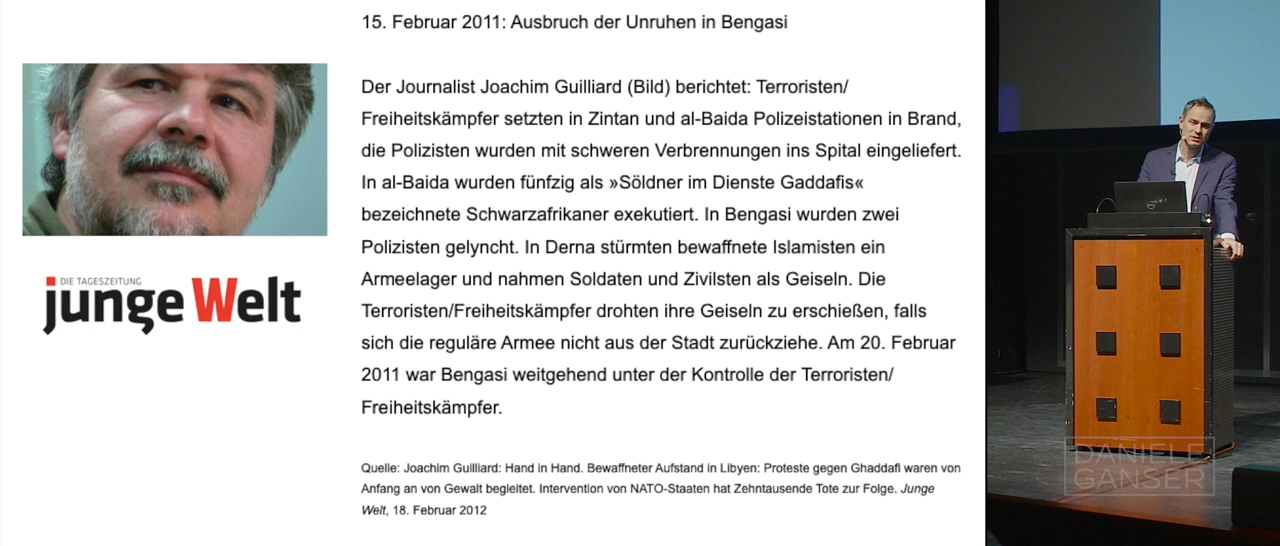 15. Februar 2011: Ausbruch der Unruhen in Bengasi
Der Journalist Joachim Guilliard (Bild) berichtet: Terroristen/
Freiheitskämpfer setzten in Zintan und al-Baida Polizeistationen in Brand,
die Polizisten wurden mit schweren Verbrennungen ins Spital eingeliefert.
In al-Baida wurden fünfzig als »Söldner im Dienste Gaddafis«
bezeichnete Schwarzafrikaner exekutiert. In Bengasi wurden zwei
Polizisten gelyncht. In Derna stürmten bewaffnete Islamisten ein
Armeelager und nahmen Soldaten und Zivilsten als Geiseln. Die
Terroristen/Freiheitskämpfer drohten ihre Geiseln zu erschießen, falls
sich die reguläre Armee nicht aus der Stadt zurückziehe. Am 20. Februar
2011 war Bengasi weitgehend unter der Kontrolle der Terroristen/
Freiheitskämpfer.
Quelle: Joachim Guilliard: Hand in Hand. Bewaffneter Aufstand in Libyen: Proteste gegen Ghaddafi waren von
Anfang an von Gewalt begleitet. Intervention von NATO-Staaten hat Zehntausende Tote zur Folge. Junge
Welt, 18. Februar 2012
DIE TAGESZEITUNG
junge Welt
DANIELE
GANSER